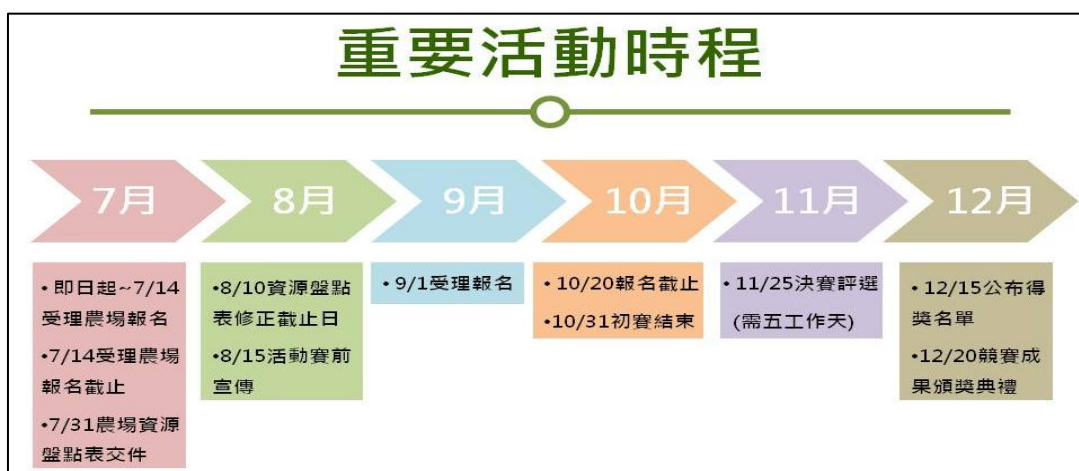 重要活動時程
7月
8月
9月
10月
11月
12月
•即日起~7/14
受理農場報名
•7/14受理農場
報名截止
•7/31農場資源
盤點表交件
•8/10資源盤點
表修正截止日
•8/15活動賽前
宣傳
•9/1受理報名
•10/20報名截止
•10/31初賽結束
•11/25決賽評選
(需五工作天)
•12/15公布得
獎名單
•12/20競賽成
果頒獎典禮